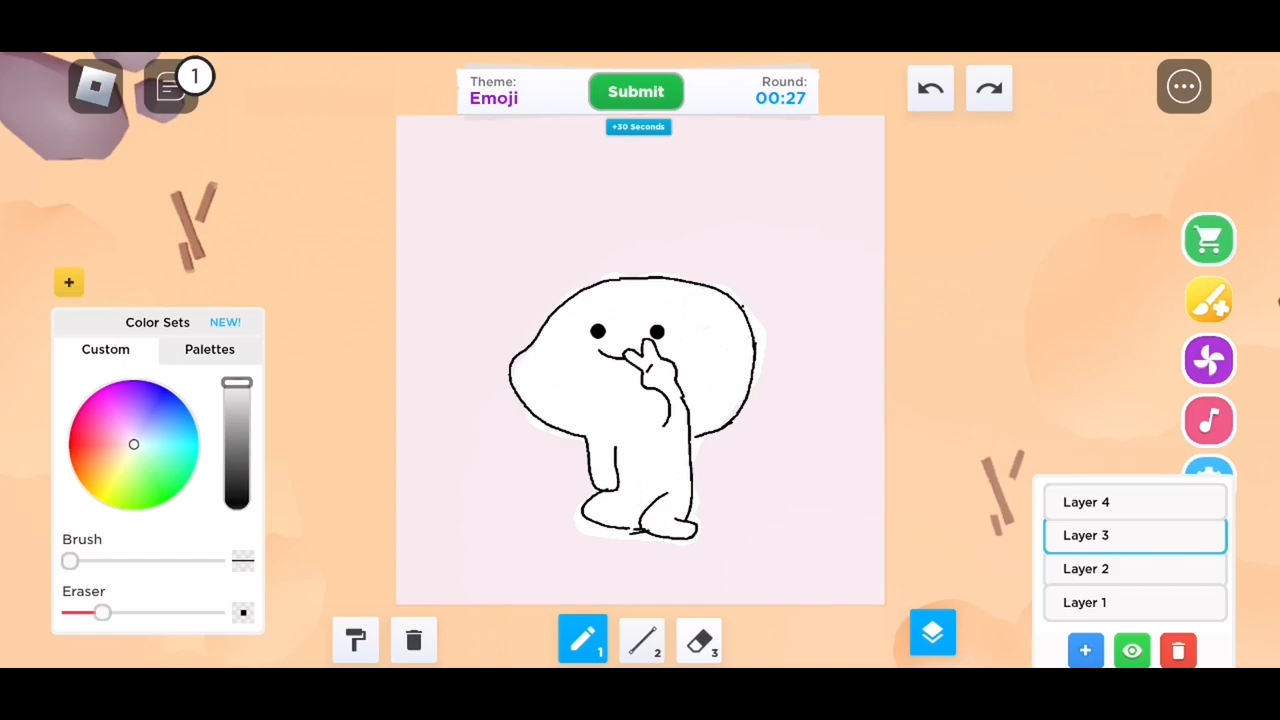 1
Theme:
Emoji
Submit
Round:
00:27
+30 Seconds
+
Color Sets NEW!
Custom Palettes
Brush
Eraser
Layer 4
Layer 3
Layer 2
Layer 1
+
1
2
3